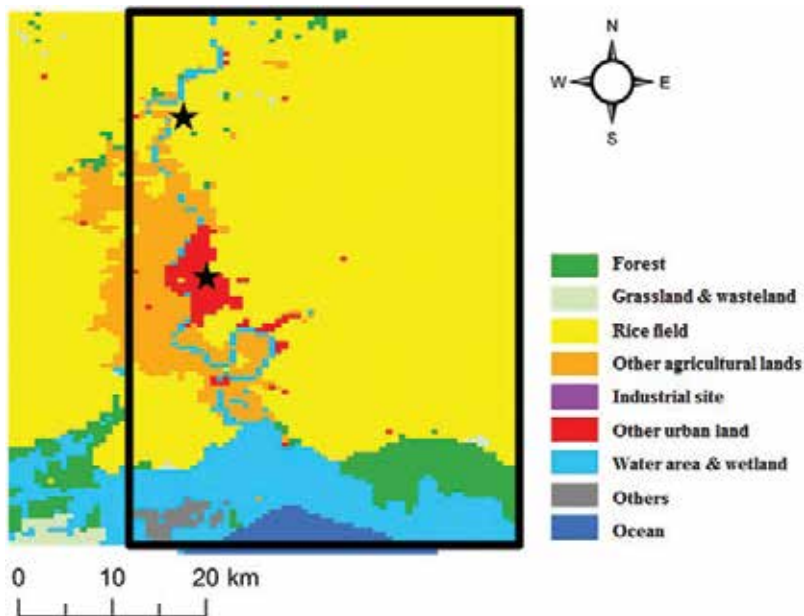 N
W E
S
Forest
Grassland & wasteland
Rice field
Other agricultural lands
Industrial site
Other urban land
Water area & wetland
Others
Ocean
0 10 20 km